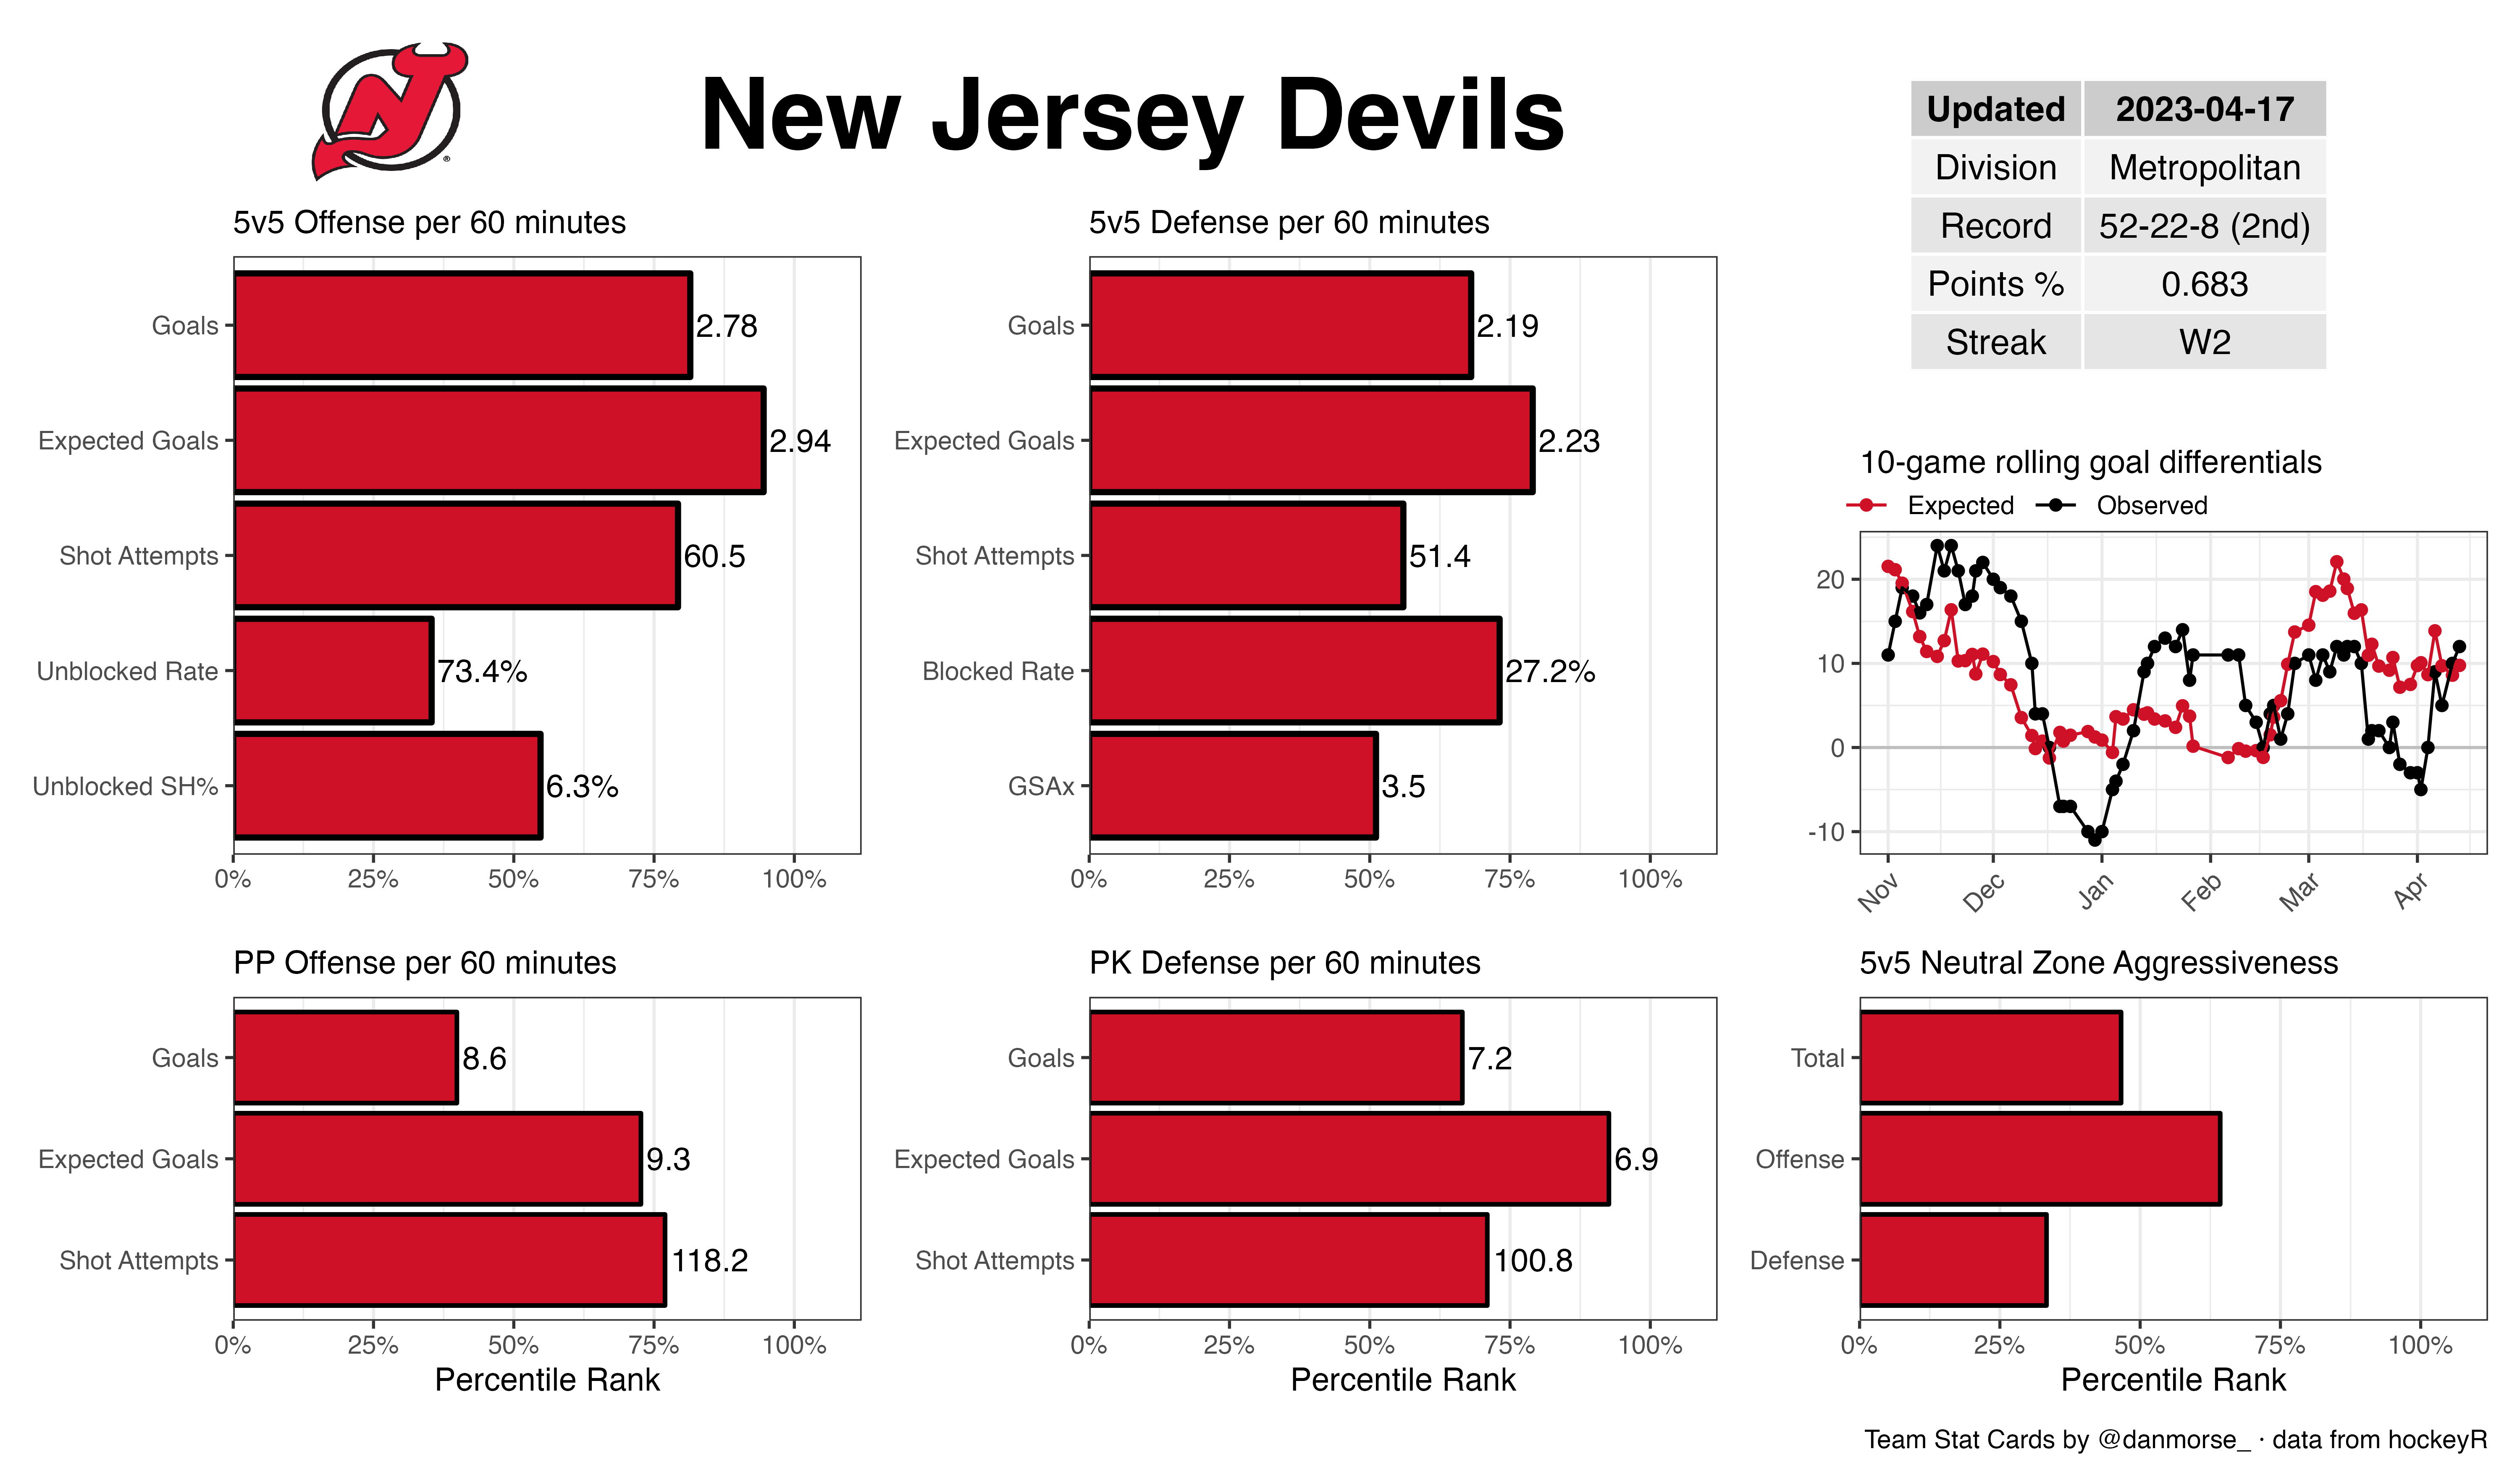 New Jersey Devils
Updated 2023-04-17
Division Metropolitan
Record 52-22-8 (2nd)
Points % 0.683
Streak W2
5v5 Offense per 60 minutes
Goals 2.78
Expected Goals 2.94
Shot Attempts 60.5
Unblocked Rate 73.4%
Unblocked SH% 6.3%
0% 25% 50% 75% 100%
5v5 Defense per 60 minutes
Goals 2.19
Expected Goals 2.23
Shot Attempts 51.4
Blocked Rate 27.2%
GSAx 3.5
0% 25% 50% 75% 100%
10-game rolling goal differentials
Expected Observed
20
10
0
-10
Nov Dec Jan Feb Mar Apr
PP Offense per 60 minutes
Goals 8.6
Expected Goals 9.3
Shot Attempts 118.2
0% 25% 50% 75% 100%
Percentile Rank
PK Defense per 60 minutes
Goals 7.2
Expected Goals 6.9
Shot Attempts 100.8
0% 25% 50% 75% 100%
Percentile Rank
5v5 Neutral Zone Aggressiveness
Total
Offense
Defense
0% 25% 50% 75% 100%
Percentile Rank
Team Stat Cards by @danmorse_ · data from hockeyR